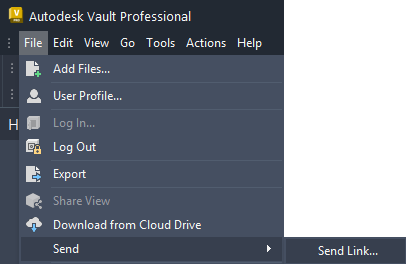 Autodesk Vault Professional
File Edit View Go Tools Actions Help
Add Files...
User Profile...
H
Log In...
Log Out
Export
Share View
Download from Cloud Drive
Send Send Link...